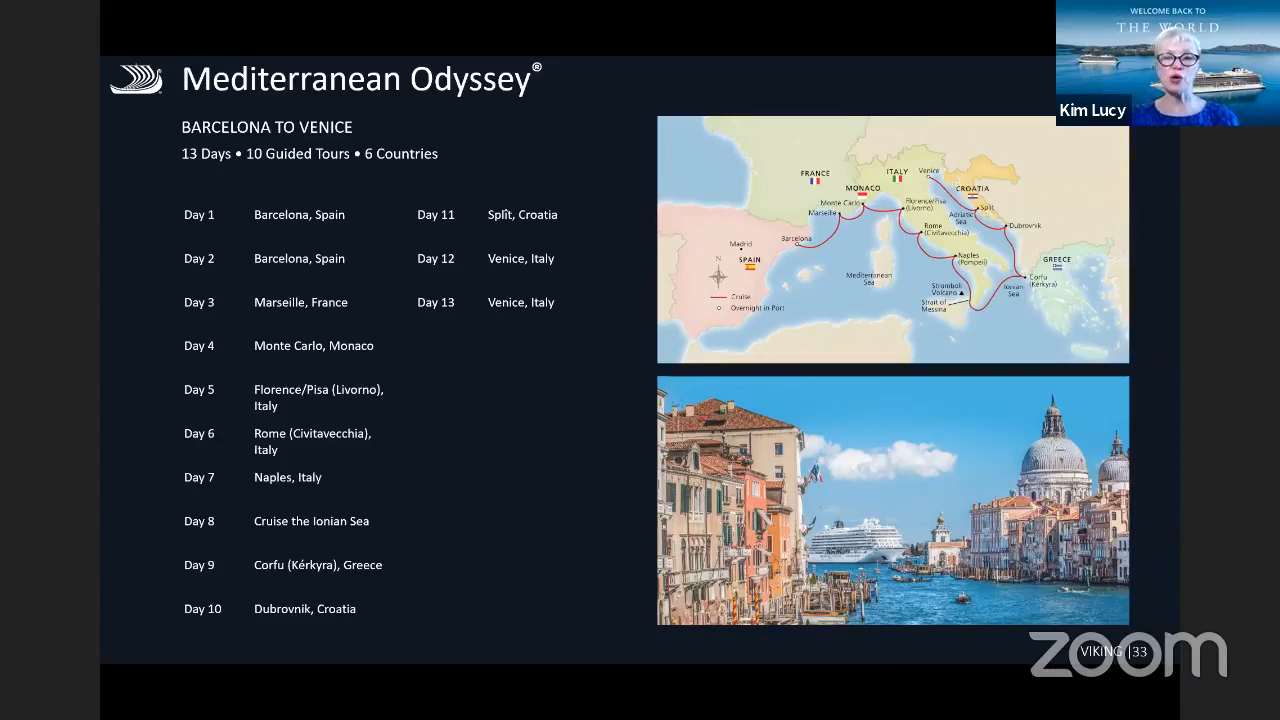 WELCOME BACK TO
THE WORLD
Kim Lucy
Mediterranean Odyssey®
BARCELONA TO VENICE
13 Days • 10 Guided Tours • 6 Countries
Day 1 Barcelona, Spain
Day 2 Barcelona, Spain
Day 3 Marseille, France
Day 4 Monte Carlo, Monaco
Day 5 Florence/Pisa (Livorno),
Italy
Day 6 Rome (Civitavecchia),
Italy
Day 7 Naples, Italy
Day 8 Cruise the Ionian Sea
Day 9 Corfu (Kérkyra), Greece
Day 10 Dubrovnik, Croatia
Day 11 Split, Croatia
Day 12 Venice, Italy
Day 13 Venice, Italy
FRANCE
ITALY
Venice
MONACO
CROATIA
Monte Carlo
Florence/Pisa
(Livorno)
Marseille
Split
Adriatic
Sea
Rome
(Civitavecchia)
Dubrovnik
Barcelona
Madrid
SPAIN
Naples
(Pompeii)
GREECE
N
Mediterranean
Sea
Corfu
(Kérkyra)
Stromboli
Volcano
Ionian
Sea
Strait of
Messina
Cruise
Overnight in Port
VIKING |33
zoom